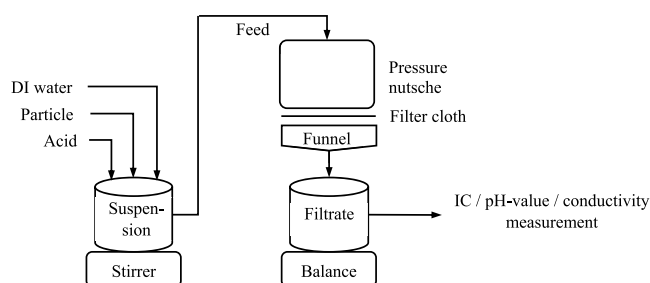 Feed
Pressure
nutsche
DI water
Particle
Acid
Filter cloth
Funnel
Suspen-
sion
Filtrate
IC / pH-value / conductivity
measurement
Stirrer
Balance